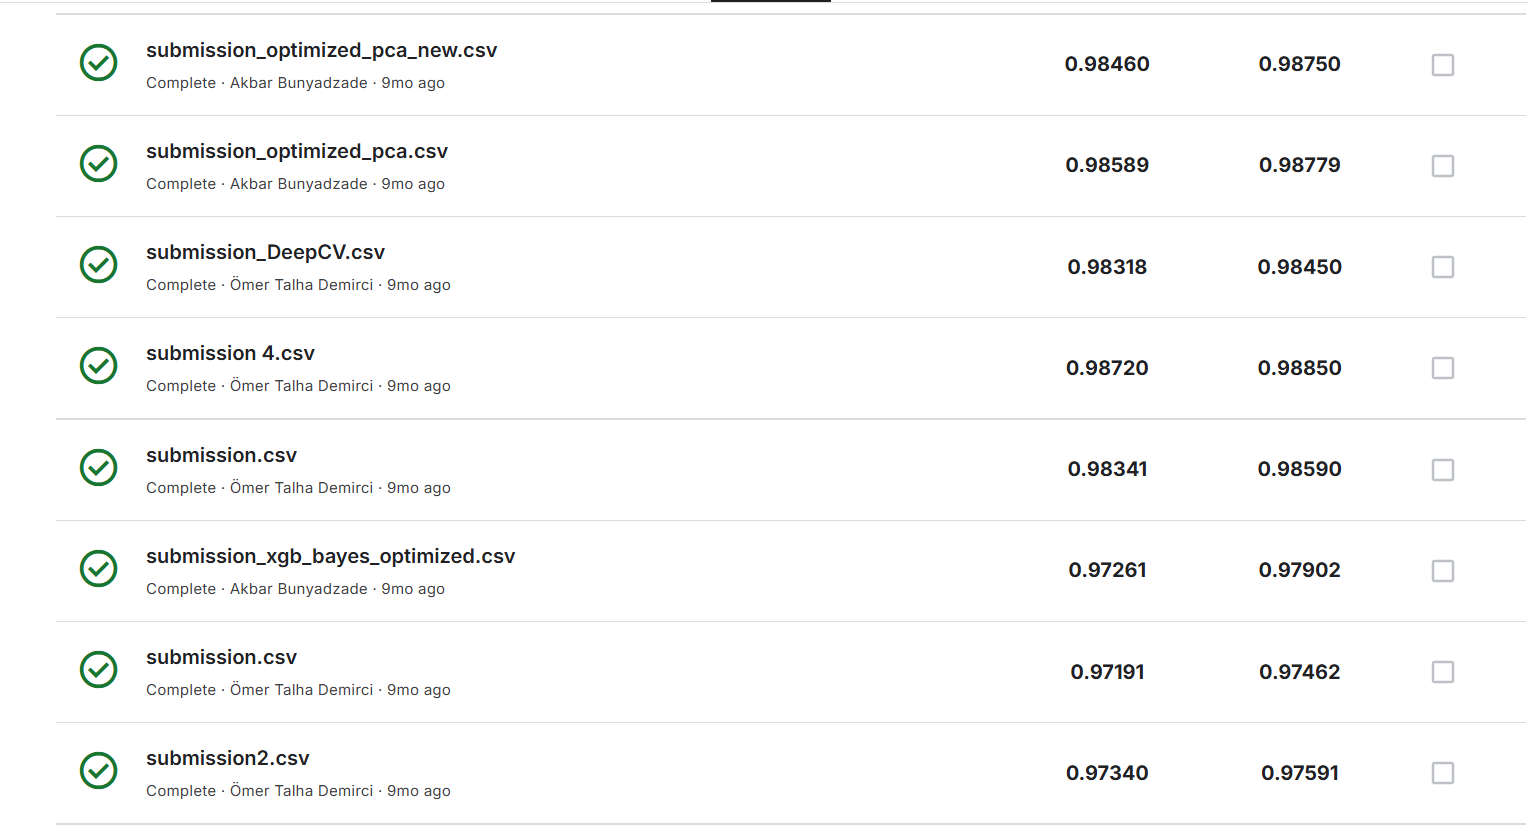 submission_optimized_pca_new.csv
Complete · Akbar Bunyadzade · 9mo ago
0.98460
0.98750
submission_optimized_pca.csv
Complete · Akbar Bunyadzade · 9mo ago
0.98589
0.98779
submission_DeepCV.csv
Complete · Ömer Talha Demirci · 9mo ago
0.98318
0.98450
submission 4.csv
Complete · Ömer Talha Demirci · 9mo ago
0.98720
0.98850
submission.csv
Complete · Ömer Talha Demirci · 9mo ago
0.98341
0.98590
submission_xgb_bayes_optimized.csv
Complete · Akbar Bunyadzade · 9mo ago
0.97261
0.97902
submission.csv
Complete · Ömer Talha Demirci · 9mo ago
0.97191
0.97462
submission2.csv
Complete · Ömer Talha Demirci · 9mo ago
0.97340
0.97591